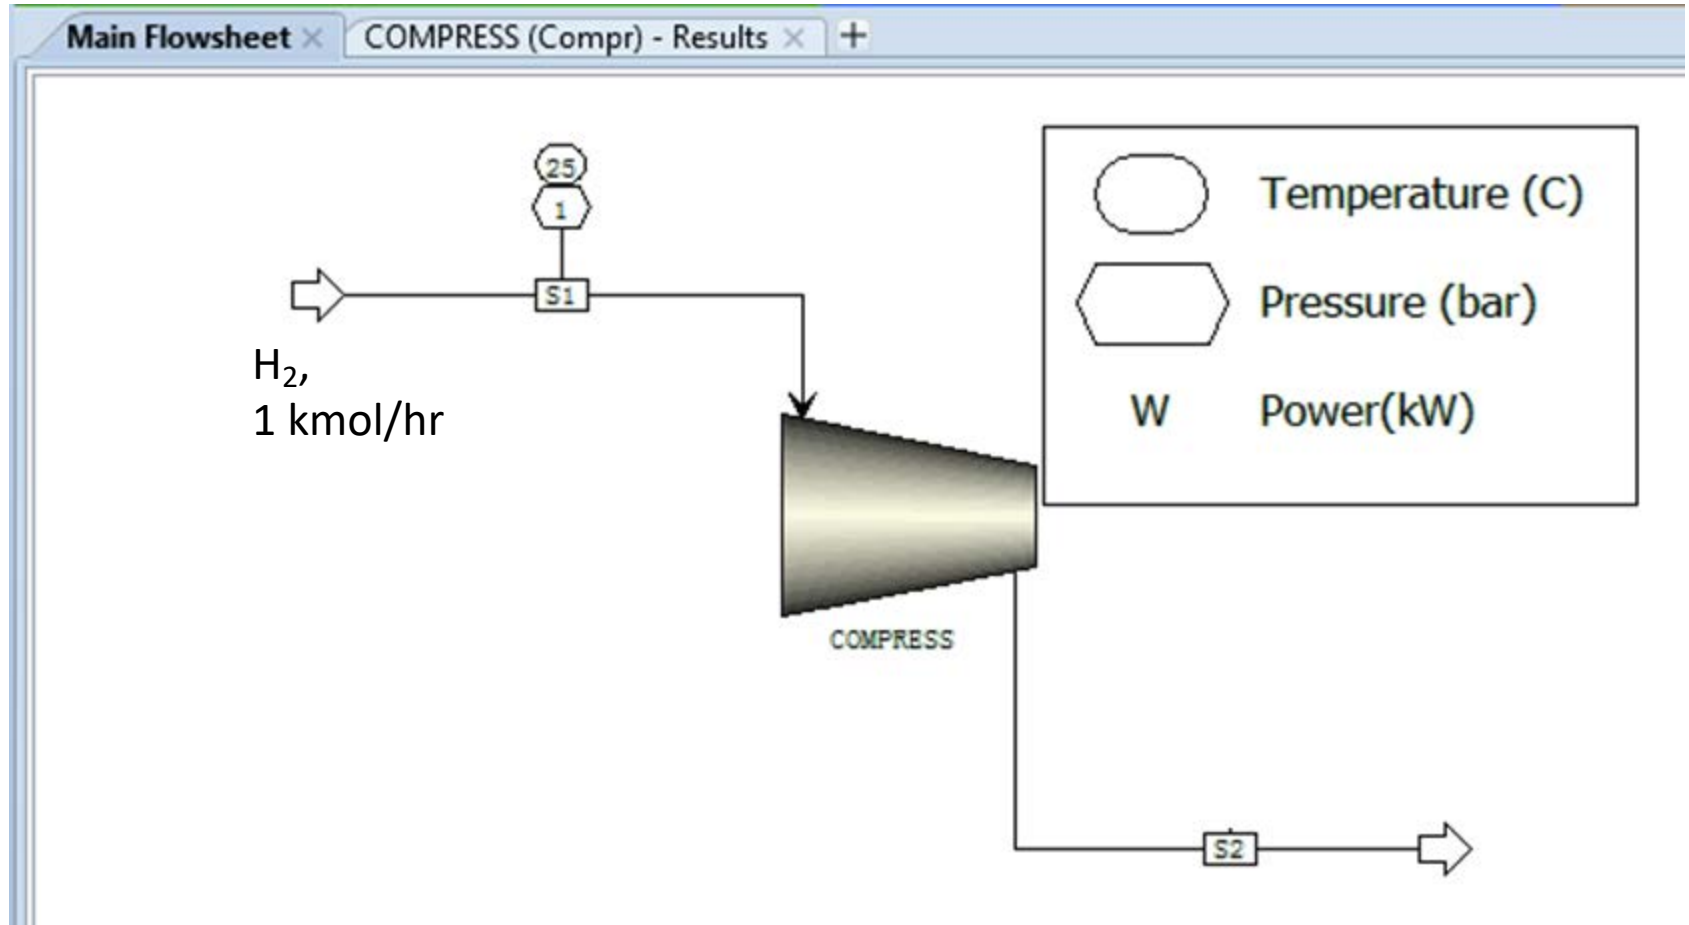 Main Flowsheet × COMPRESS (Compr) - Results × +
25
1
S1
H₂,
1 kmol/hr
Temperature (C)
Pressure (bar)
W Power(kW)
COMPRESS
S2